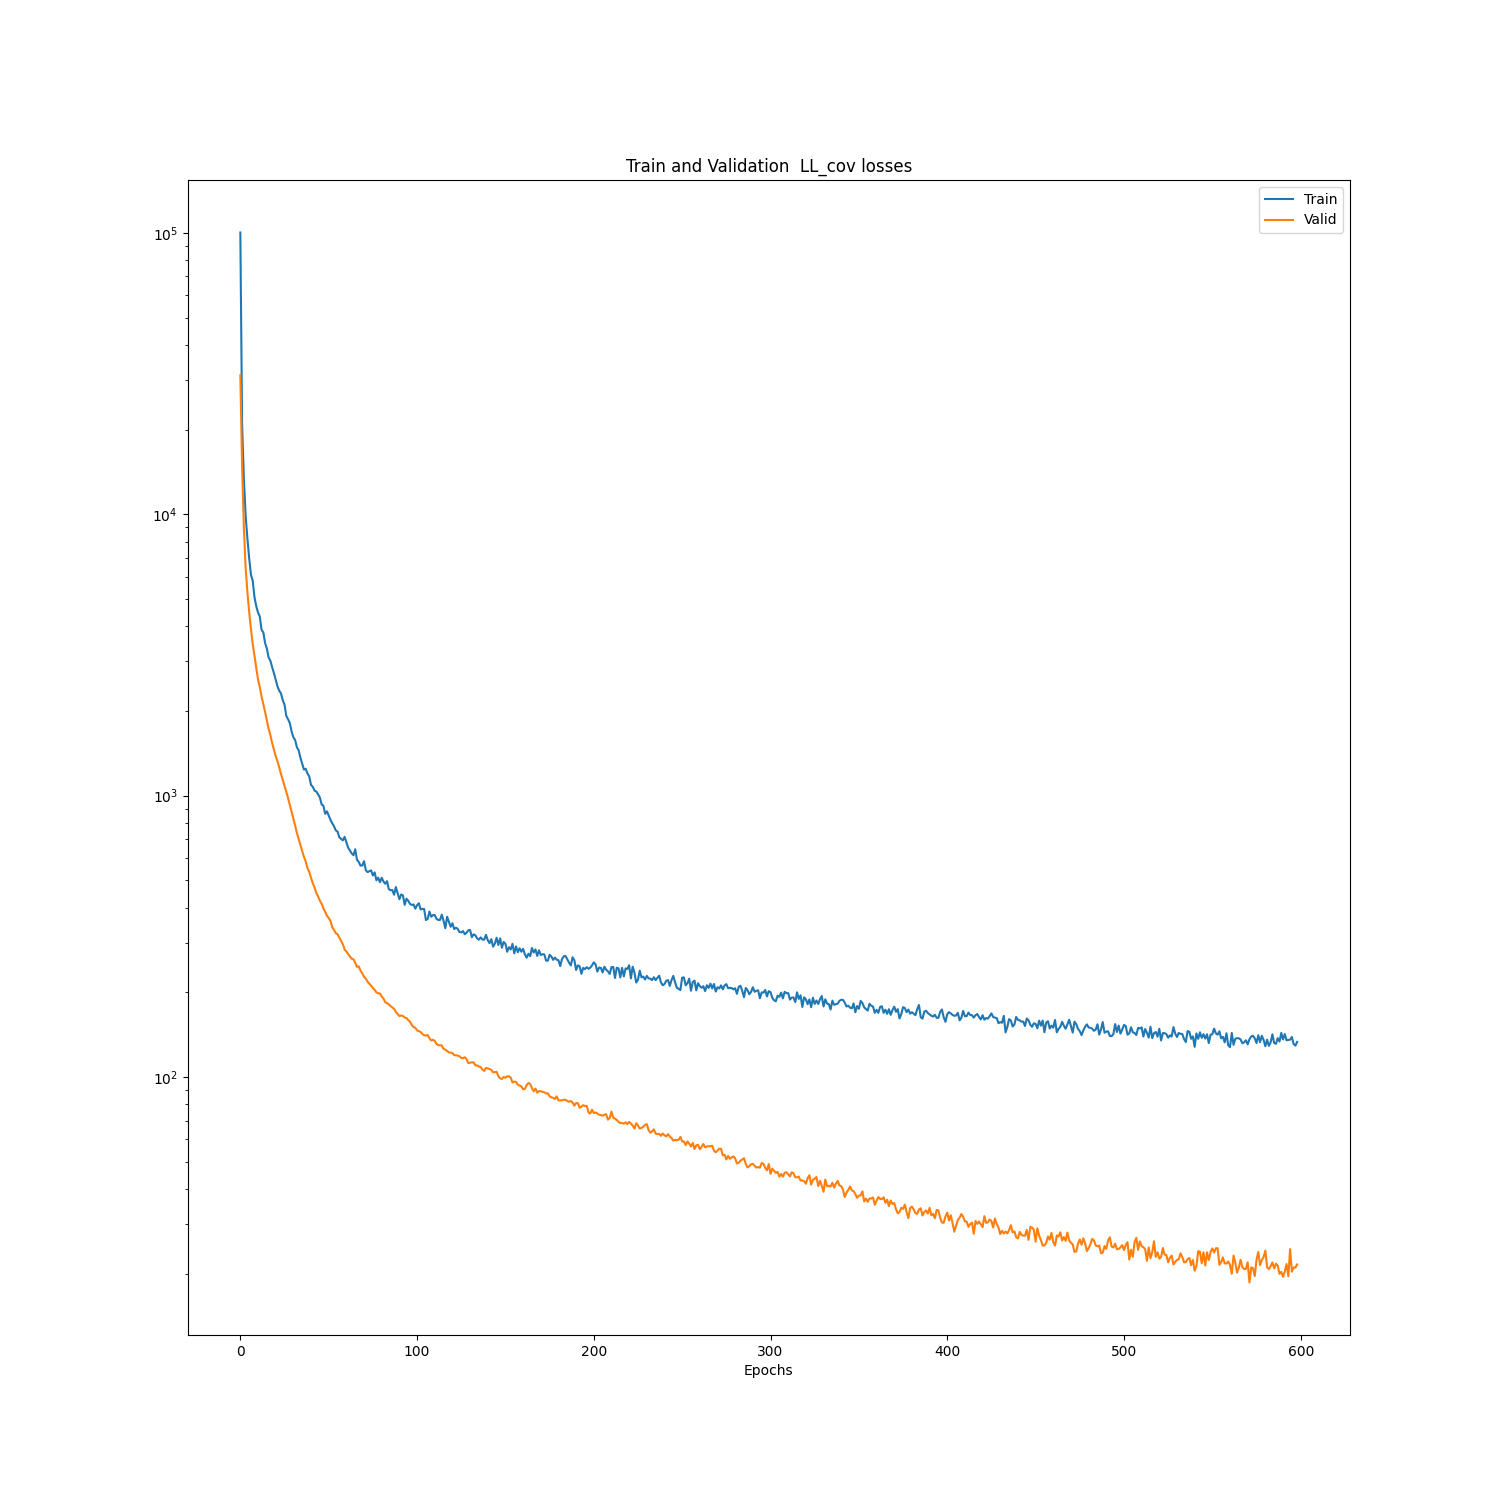 Train and Validation  LL_cov losses
Train
Valid
10^5
10^4
10^3
10^2
0 100 200 300 400 500 600
Epochs